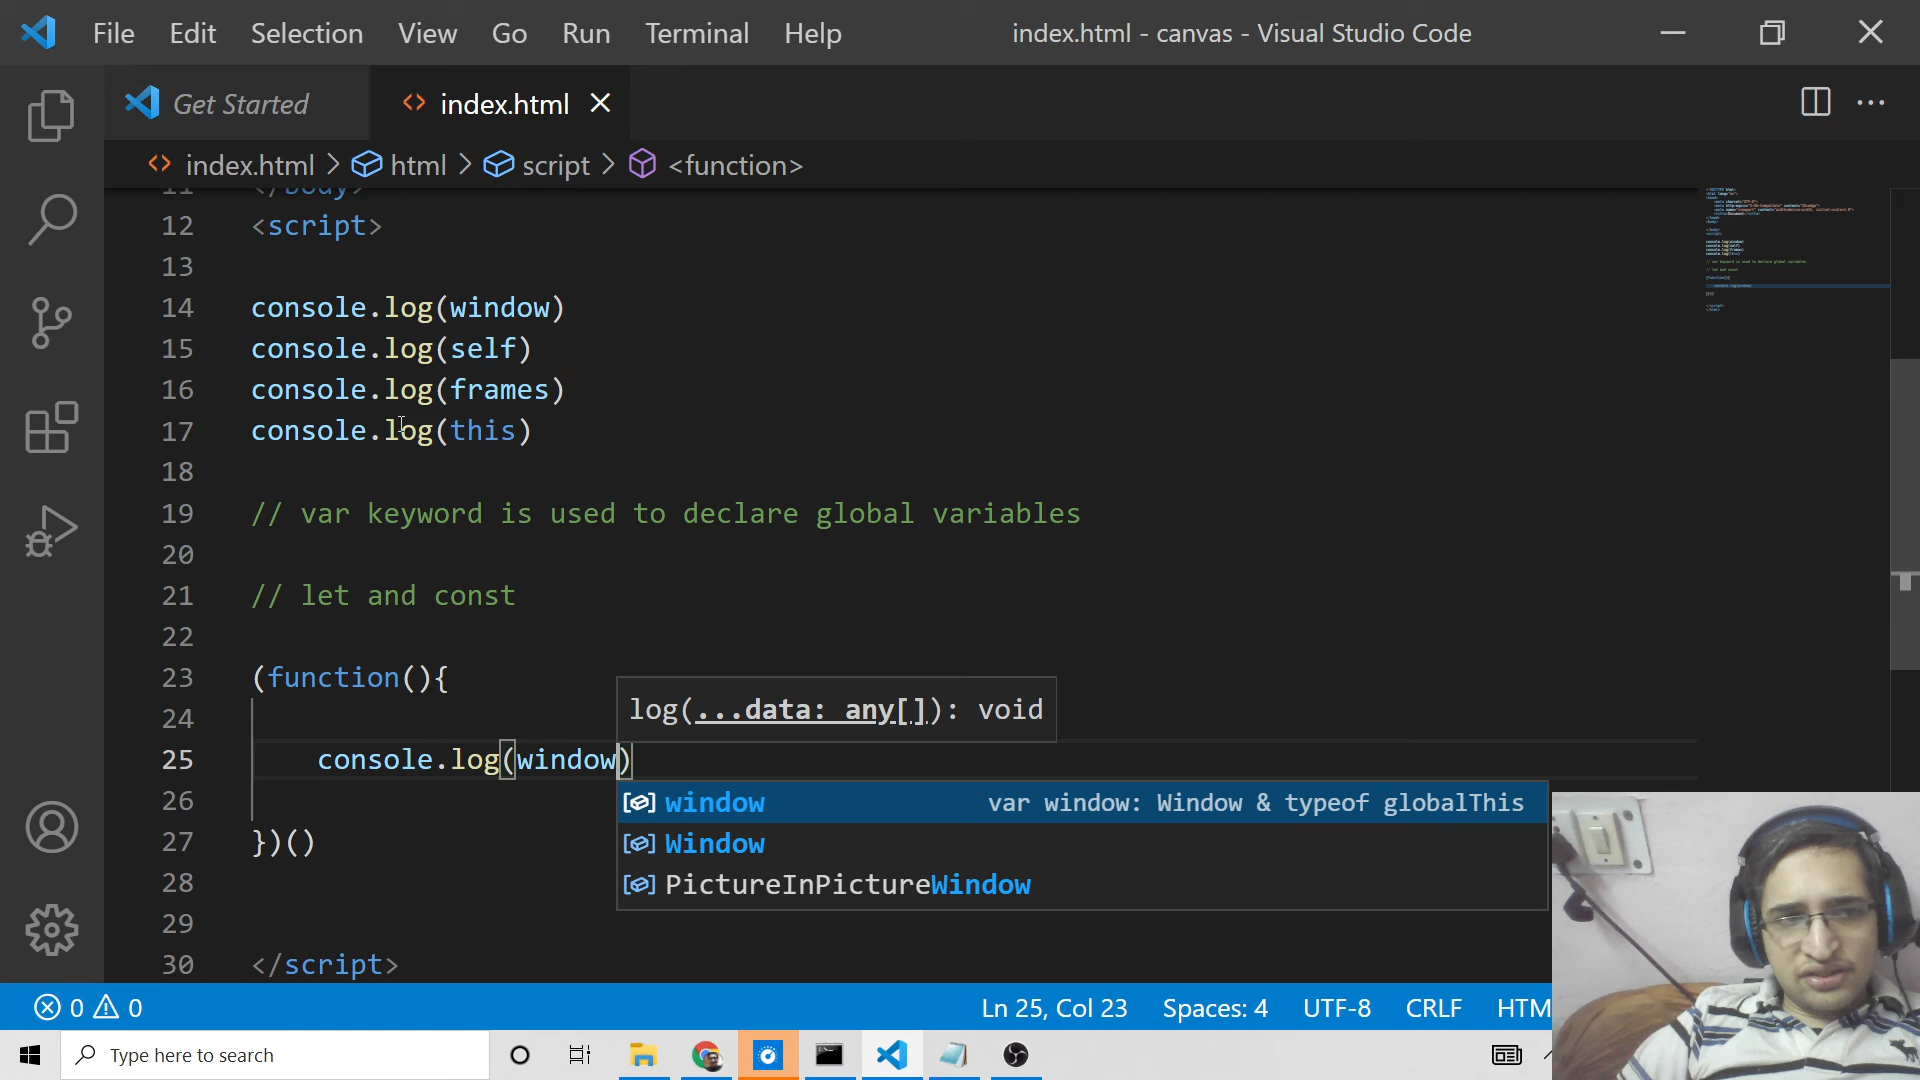 File Edit Selection View Go Run Terminal Help index.html - canvas - Visual Studio Code
Get Started index.html
index.html > html > script > <function>
11 </body>
12 <script>
13
14 console.log(window)
15 console.log(self)
16 console.log(frames)
17 console.log(this)
18
19 // var keyword is used to declare global variables
20
21 // let and const
22
23 (function(){
24
log(...data: any[]): void
25 console.log(window)
window var window: Window & typeof globalThis
26
Window
27 })()
PictureInPictureWindow
28
29
30 </script>
0 0 Ln 25, Col 23 Spaces: 4 UTF-8 CRLF HTM
Type here to search